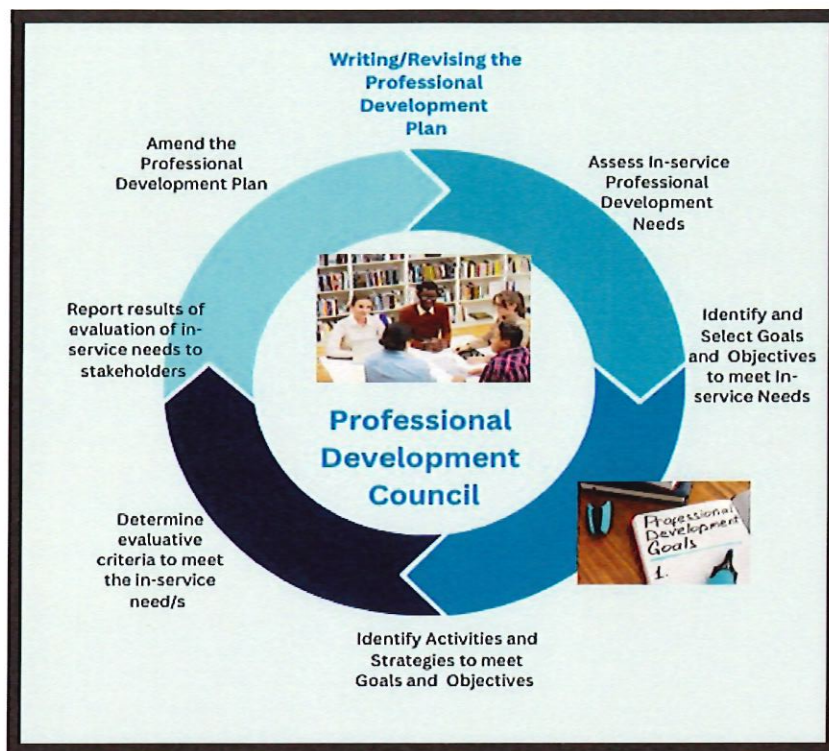 Writing/Revising the
Professional
Development
Plan
Assess In-service
Professional
Development
Needs
Identify and
Select Goals
and Objectives
to meet In-
service Needs
Identify Activities and
Strategies to meet
Goals and Objectives
Determine
evaluative
criteria to meet
the in-service
need/s
Report results of
evaluation of in-
service needs to
stakeholders
Amend the
Professional
Development Plan
Professional
Development
Council
Professional
Development
Goals
1.